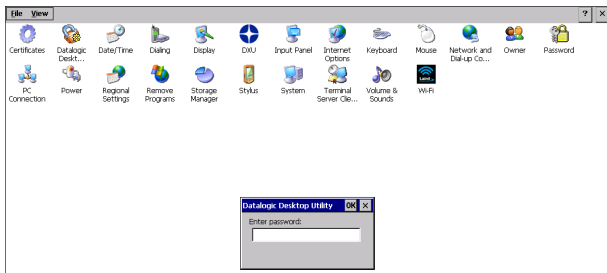 File View ? ×
Certificates Datalogic Deskt... Date/Time Dialing Display DXU Input Panel Internet Options Keyboard Mouse Network and Dial-up Co... Owner Password
PC Connection Power Regional Settings Remove Programs Storage Manager Stylus System Terminal Server Clie... Volume & Sounds Wi-Fi
Laird
Datalogic Desktop Utility OK ×
Enter password: